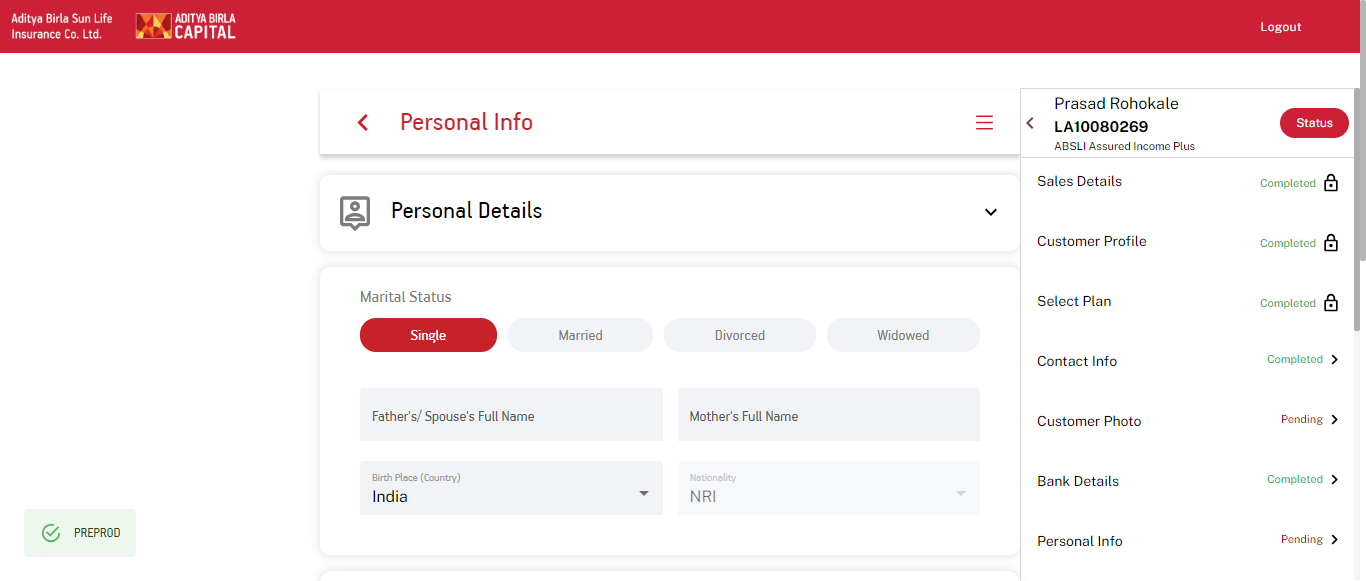 Aditya Birla Sun Life
Insurance Co. Ltd.
ADITYA BIRLA
CAPITAL
Logout
Personal Info
Personal Details
Marital Status
Single
Married
Divorced
Widowed
Father's/ Spouse's Full Name
Mother's Full Name
Birth Place (Country)
India
Nationality
NRI
PREPROD
Prasad Rohokale
LA10080269
ABSLI Assured Income Plus
Status
Sales Details
Completed
Customer Profile
Completed
Select Plan
Completed
Contact Info
Completed
Customer Photo
Pending
Bank Details
Completed
Personal Info
Pending